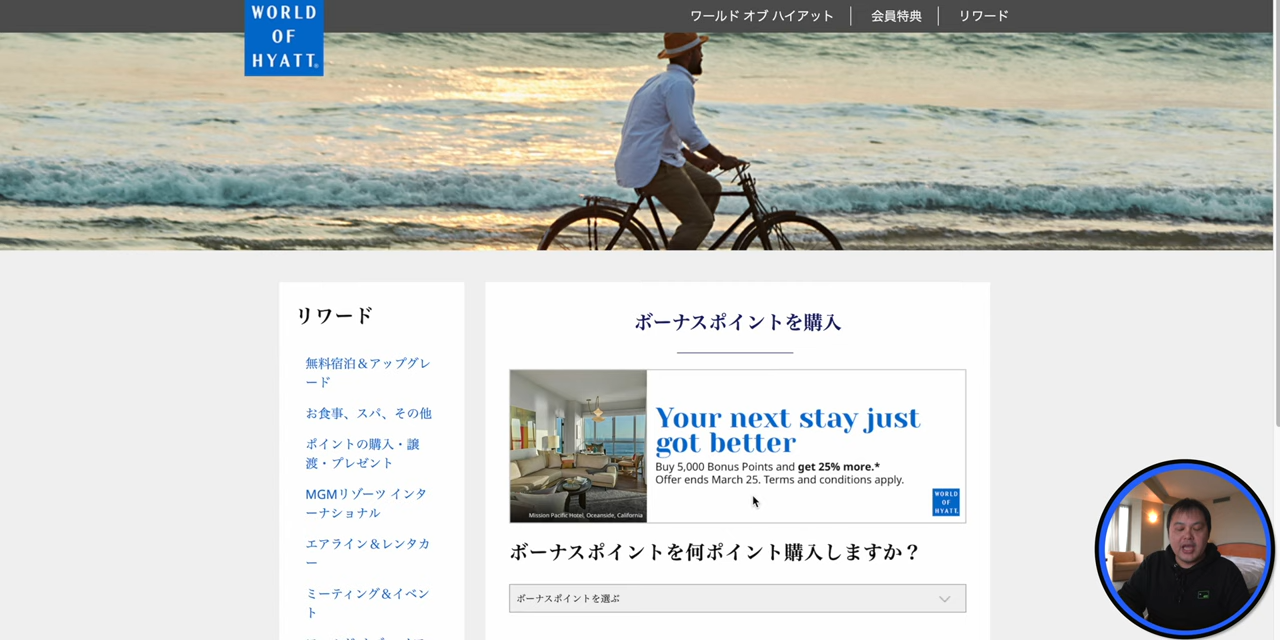 WORLD
OF
HYATT
ワールド オブ ハイアット
会員特典
リワード
リワード
無料宿泊＆アップグレ
ード
お食事、スパ、その他
ポイントの購入・譲
渡・プレゼント
MGMリゾーツ インタ
ーナショナル
エアライン＆レンタカ
ー
ミーティング&イベン
ト
ボーナスポイントを購入
Your next stay just
got better
Buy 5,000 Bonus Points and get 25% more.*
Offer ends March 25. Terms and conditions apply.
Mission Pacific Hotel, Oceanside, California
WORLD
OF
HYATT
ボーナスポイントを何ポイント購入しますか？
ボーナスポイントを選ぶ